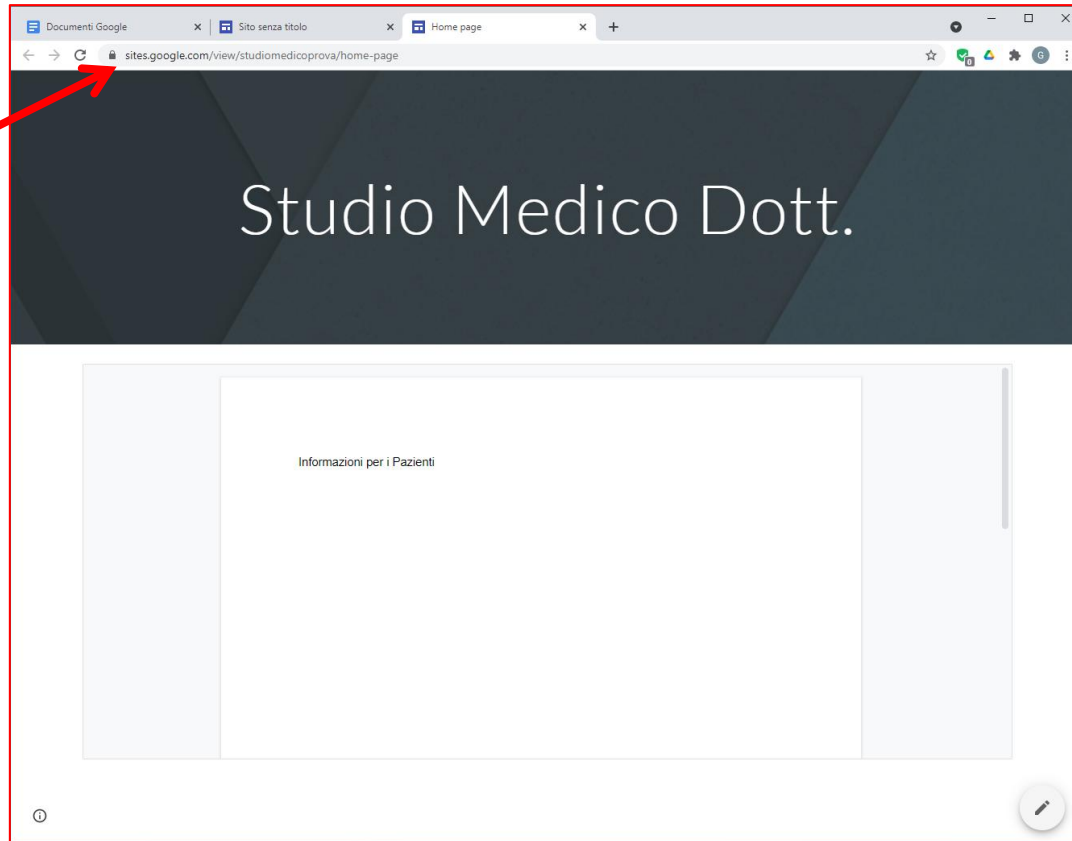 Documenti Google
Sito senza titolo
Home page
sites.google.com/view/studiomedicoprova/home-page
0
G
Studio Medico Dott.
Informazioni per i Pazienti